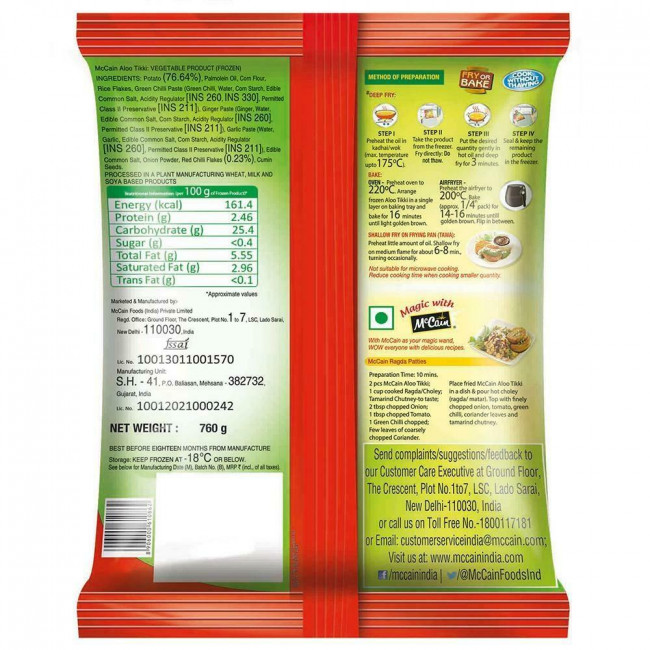 McCain Aloo Tikki: VEGETABLE PRODUCT (FROZEN)
INGREDIENTS: Potato (76.64%), Palmolein Oil, Corn Flour,
Rice Flakes, Green Chilli Paste (Green Chilli, Water, Corn Starch, Edible
Common Salt, Acidity Regulator [INS 260, INS 330], Permitted
Class II Preservative [INS 211], Ginger Paste (Ginger, Water,
Edible Common Salt, Corn Starch, Acidity Regulator [INS 260],
Permitted Class II Preservative [INS 211]), Garlic Paste (Water,
Garlic, Edible Common Salt, Corn Starch, Acidity Regulator
[INS 260], Permitted Class II Preservative [INS 211]), Edible
Common Salt, Onion Powder, Red Chilli Flakes (0.23%), Cumin
Seeds.
PROCESSED IN A PLANT MANUFACTURING WHEAT, MILK AND
SOYA BASED PRODUCTS
Nutritional Information: (per 100 g of Frozen Product*)
Energy (kcal) 161.4
Protein (g) 2.46
Carbohydrate (g) 25.4
Sugar (g) <0.4
Total Fat (g) 5.55
Saturated Fat (g) 2.96
Trans Fat (g) <0.1
*Approximate values
Marketed & Manufactured by:-
McCain Foods (India) Private Limited
Regd. Office: Ground Floor, The Crescent, Plot No. 1 to 7, LSC, Lado Sarai,
New Delhi -110030, India
fssai
Lic. No. 10013011001570
Manufacturing Unit:
S.H. - 41, P.O. Baliasan, Mehsana - 382732,
Gujarat, India
Lic. No. 10012021000242
NET WEIGHT : 760 g
BEST BEFORE EIGHTEEN MONTHS FROM MANUFACTURE
Storage: KEEP FROZEN AT -18°C OR BELOW.
See below for Manufacturing Date (M), Batch No. (B), MRP ₹ (incl., of all taxes).
METHOD OF PREPARATION
FRY OR BAKE
COOK WITHOUT THAWING
*DEEP FRY:
STEP I
Preheat the oil in
kadhai/wok
(max. temperature
upto 175°C).
STEP II
Take the product
from the freezer.
Fry directly: Do
not thaw.
STEP III
Put the desired
quantity gently in
hot oil and deep
fry for 3 minutes.
STEP IV
Seal & keep the
remaining
product
in the freezer.
BAKE:
OVEN - Preheat oven to
220°C. Arrange
frozen Aloo Tikki in a
single layer on baking tray and
bake for 16 minutes
until light golden brown.
AIRFRYER -
Preheat the airfryer to
200°C. Bake
(approx. 1/4th pack) for
14-16 minutes until
golden brown. Flip in between.
SHALLOW FRY ON FRYING PAN (TAWA):
Preheat little amount of oil. Shallow fry
on medium flame for about 6-8 min.,
turning occasionally.
Not suitable for microwave cooking.
Reduce cooking time when cooking smaller quantity.
Magic with
McCain
With McCain as your magic wand,
WOW everyone with delicious recipes.
McCain Ragda Patties
Preparation Time: 10 mins.
2 pcs McCain Aloo Tikki;
1 cup cooked Ragda/Choley;
Tamarind Chutney-to taste;
2 tbsp chopped Onion;
1 tbsp chopped Tomato.
1 Green Chilli chopped;
Few leaves of coarsely
chopped Coriander.
Place fried McCain Aloo Tikki
in a dish & pour hot choley
(ragda/matar). Top with finely
chopped onion, tomato, green
chilli, coriander leaves and
tamarind chutney.
Send complaints/suggestions/feedback to
our Customer Care Executive at Ground Floor,
The Crescent, Plot No.1to7, LSC, Lado Sarai,
New Delhi-110030, India
or call us on Toll Free No.-1800117181
or Email: customerserviceindia@mccain.com;
Visit us at: www.mccainindia.com
f/mccainindia | /@McCainFoodsInd